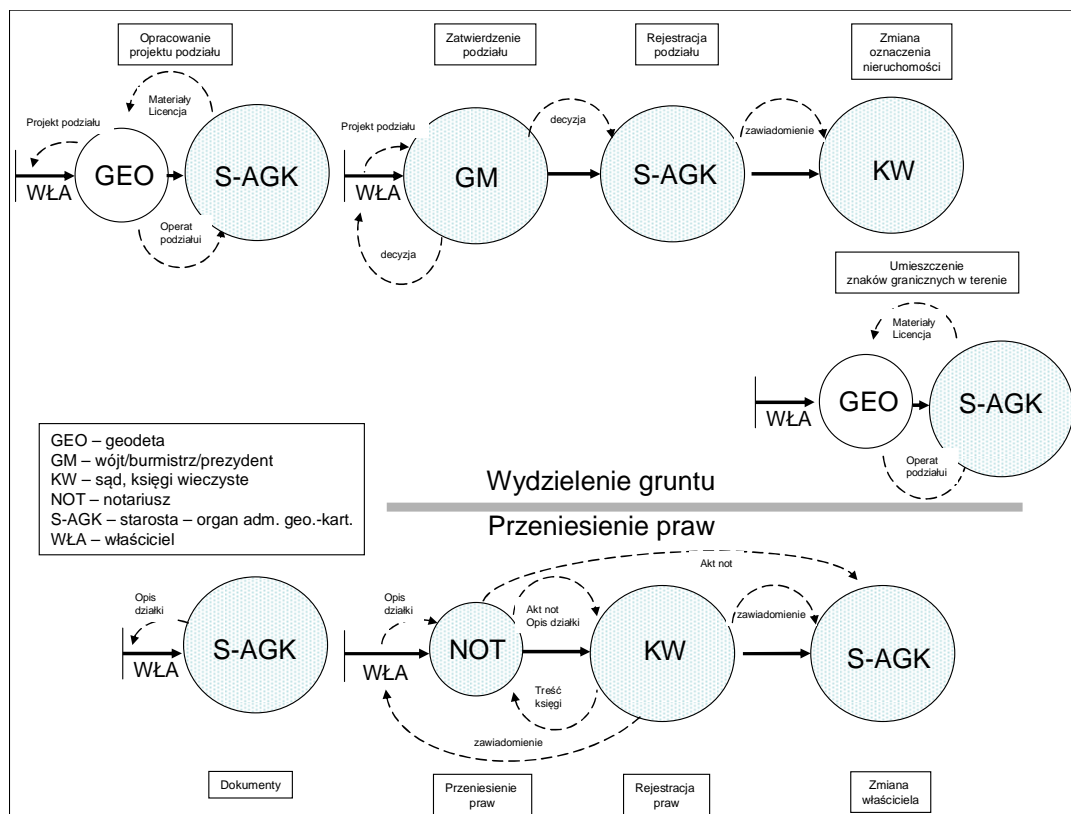 Opracowanie
projektu podziału
Zatwierdzenie
podziału
Rejestracja
podziału
Zmiana
oznaczenia
nieruchomości
Materiały
Licencja
Projekt podziału
GEO
S-AGK
WŁA
Operat
podziałui
Projekt podziału
WŁA
GM
decyzja
decyzja
S-AGK
zawiadomienie
KW
Umieszczenie
znaków granicznych w terenie
Materiały
Licencja
WŁA
GEO
S-AGK
Operat
podziałui
GEO – geodeta
GM – wójt/burmistrz/prezydent
KW – sąd, księgi wieczyste
NOT – notariusz
S-AGK – starosta – organ adm. geo.-kart.
WŁA – właściciel
Wydzielenie gruntu
Przeniesienie praw
Akt not
Opis
działki
WŁA
S-AGK
Opis
działki
WŁA
NOT
Akt not
Opis działki
Treść
księgi
KW
zawiadomienie
zawiadomienie
S-AGK
Dokumenty
Przeniesienie
praw
Rejestracja
praw
Zmiana
właściciela